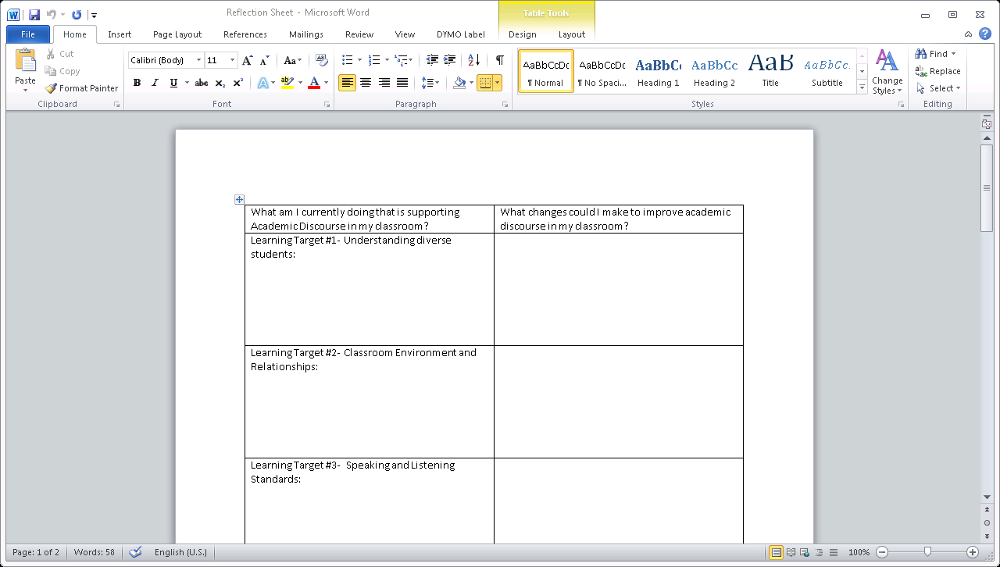 Reflection Sheet - Microsoft Word
Table Tools
File Home Insert Page Layout References Mailings Review View DYMO Label Design Layout
Paste
Cut
Copy
Format Painter
Clipboard
Calibri (Body) 11
Font
Paragraph
AaBbCcDc AaBbCcDc AaBbC AaBbCc AaB AaBbCc.
¶ Normal ¶ No Spaci... Heading 1 Heading 2 Title Subtitle
Change
Styles
Styles
Find
Replace
Select
Editing
What am I currently doing that is supporting
Academic Discourse in my classroom?
What changes could I make to improve academic
discourse in my classroom?
Learning Target #1- Understanding diverse
students:
Learning Target #2- Classroom Environment and
Relationships:
Learning Target #3- Speaking and Listening
Standards:
Page: 1 of 2 Words: 58 English (U.S.) 100%